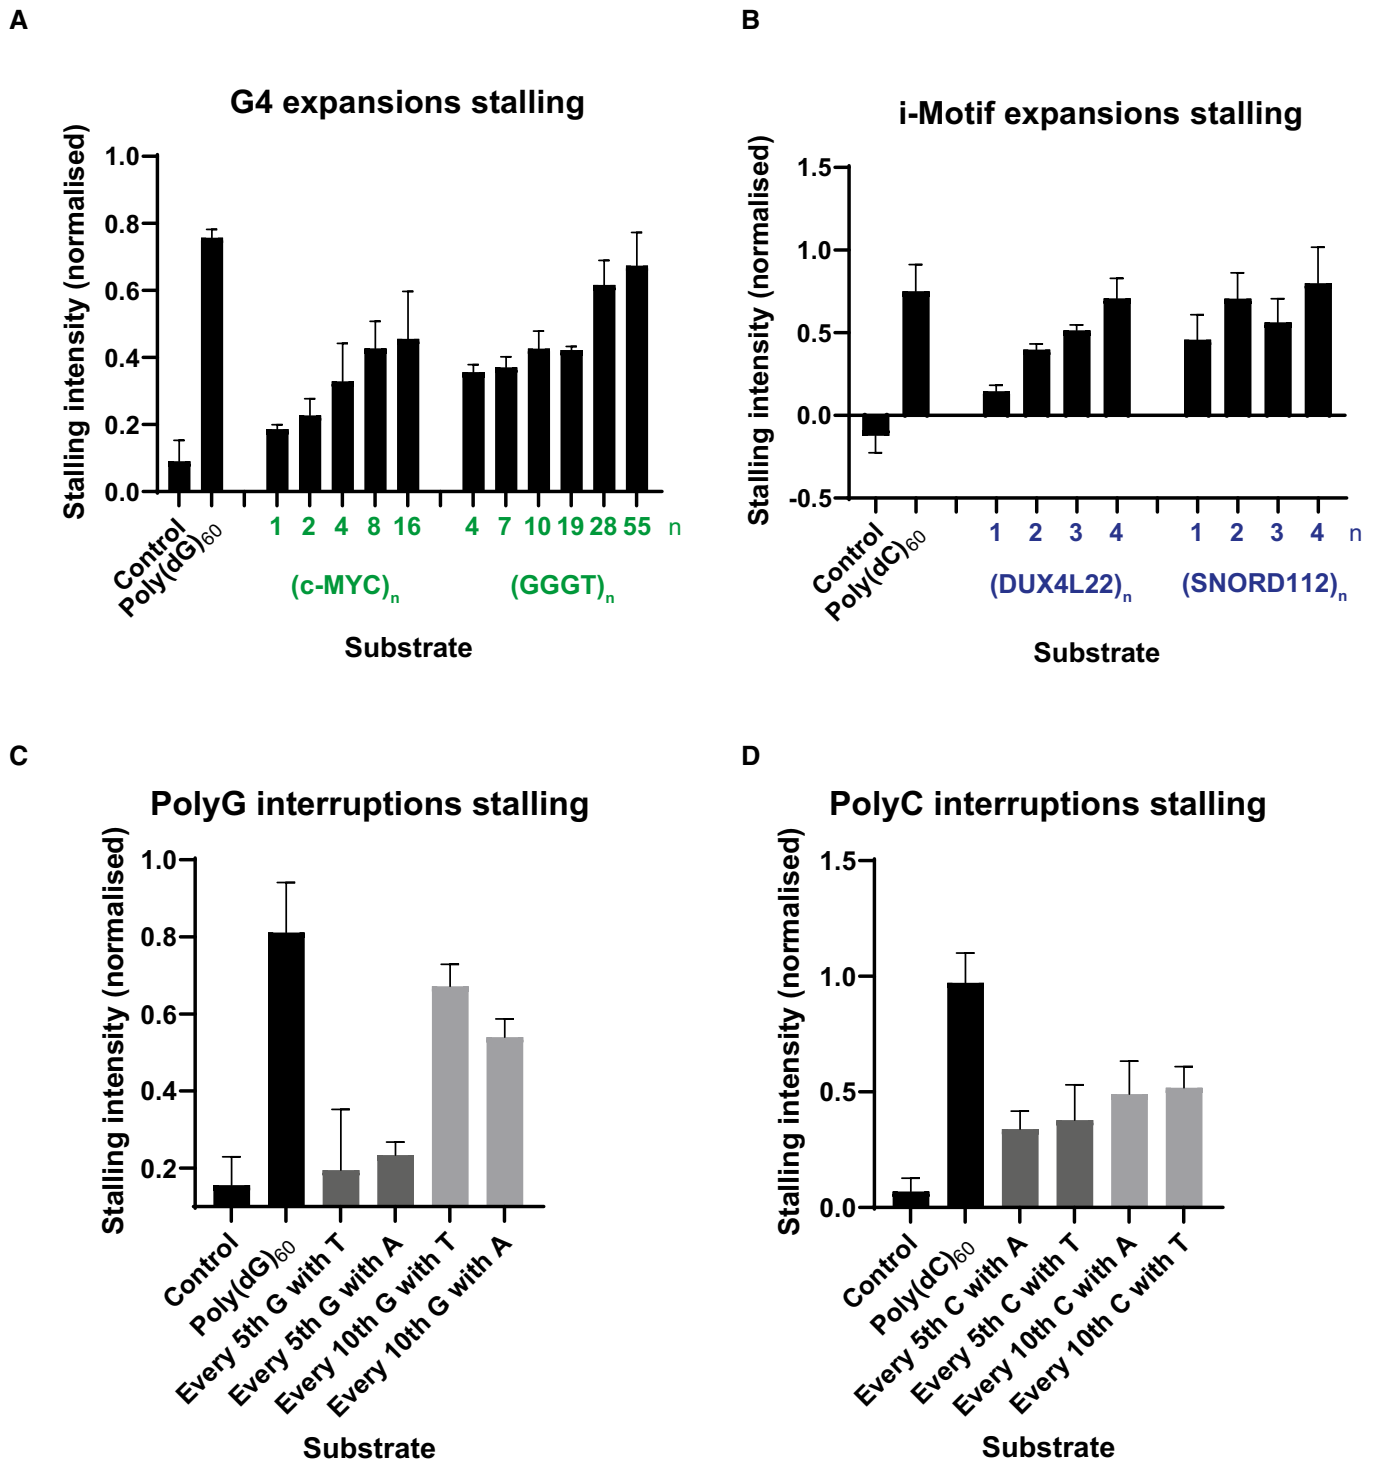 A
G4 expansions stalling
Stalling intensity (normalised)
1.0
0.8
0.6
0.4
0.2
0.0
Control
Poly(dG)60
1 2 4 8 16
4 7 10 19 28 55 n
(c-MYC)n
(GGGT)n
Substrate
B
i-Motif expansions stalling
Stalling intensity (normalised)
1.5
1.0
0.5
0.0
-0.5
Control
Poly(dC)60
1 2 3 4
1 2 3 4 n
(DUX4L22)n
(SNORD112)n
Substrate
C
PolyG interruptions stalling
Stalling intensity (normalised)
1.0
0.8
0.6
0.4
0.2
Control
Poly(dG)60
Every 5th G with T
Every 5th G with A
Every 10th G with T
Every 10th G with A
Substrate
D
PolyC interruptions stalling
Stalling intensity (normalised)
1.5
1.0
0.5
0.0
Control
Poly(dC)60
Every 5th C with A
Every 5th C with T
Every 10th C with A
Every 10th C with T
Substrate